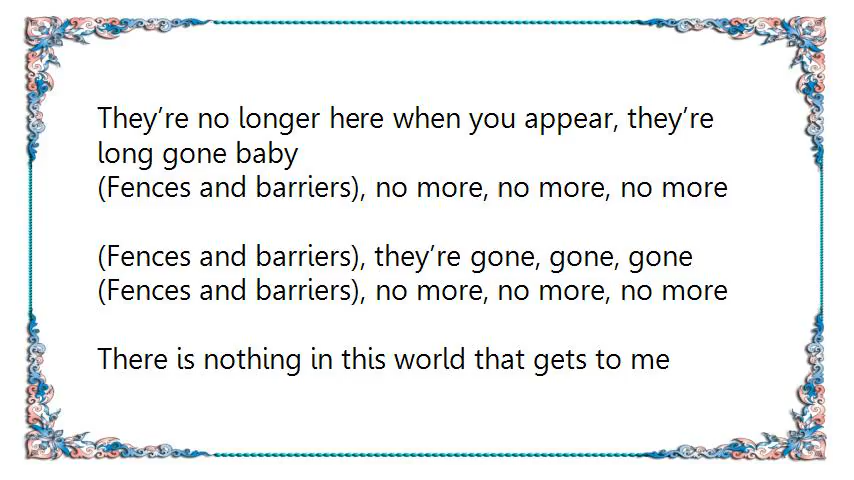 They’re no longer here when you appear, they’re
long gone baby
(Fences and barriers), no more, no more, no more
(Fences and barriers), they’re gone, gone, gone
(Fences and barriers), no more, no more, no more
There is nothing in this world that gets to me